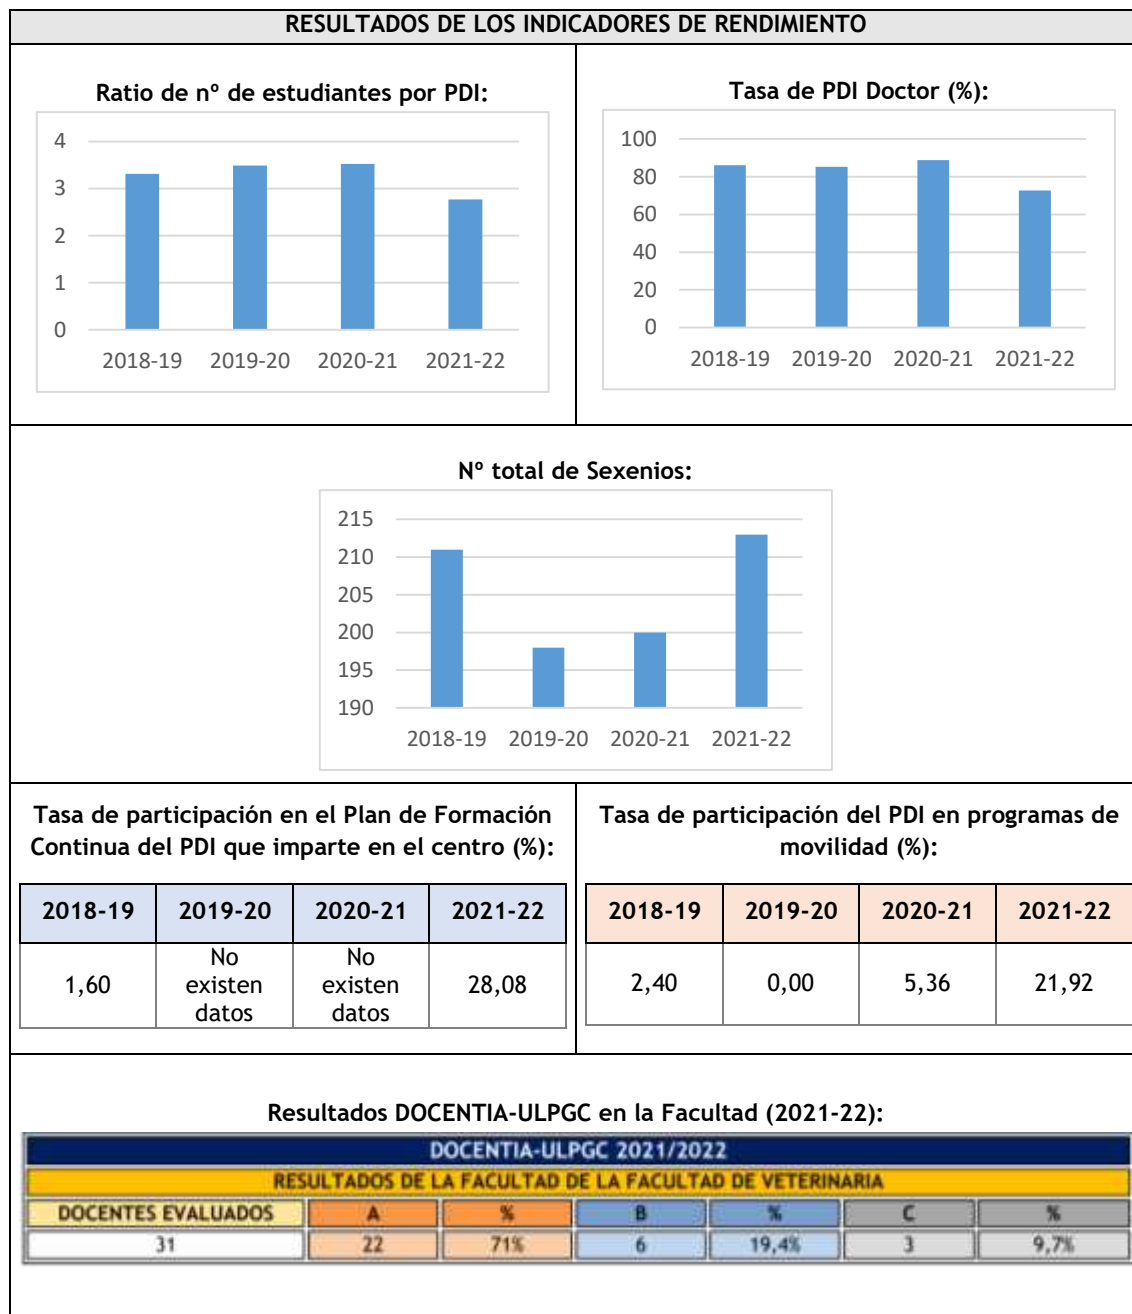 RESULTADOS DE LOS INDICADORES DE RENDIMIENTO
Ratio de nº de estudiantes por PDI:
4
3
2
1
0
2018-19 2019-20 2020-21 2021-22
Tasa de PDI Doctor (%):
100
80
60
40
20
0
2018-19 2019-20 2020-21 2021-22
Nº total de Sexenios:
215
210
205
200
195
190
2018-19 2019-20 2020-21 2021-22
Tasa de participación en el Plan de Formación
Continua del PDI que imparte en el centro (%):
2018-19 2019-20 2020-21 2021-22
1,60 No existen datos No existen datos 28,08
Tasa de participación del PDI en programas de
movilidad (%):
2018-19 2019-20 2020-21 2021-22
2,40 0,00 5,36 21,92
Resultados DOCENTIA-ULPGC en la Facultad (2021-22):
DOCENTIA-ULPGC 2021/2022
RESULTADOS DE LA FACULTAD DE LA FACULTAD DE VETERINARIA
DOCENTES EVALUADOS A % B % C %
31 22 71% 6 19,4% 3 9,7%